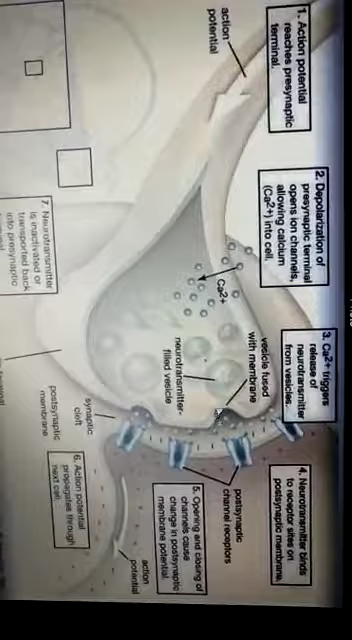 1. Action potential
reaches presynaptic
terminal.
action
potential
2. Depolarization of
presynaptic terminal
opens ion channels,
allowing calcium
(Ca2+) into cell.
Ca2+
3. Ca2+ triggers
release of
neurotransmitter
from vesicles.
vesicle fused
with membrane
neurotransmitter-
filled vesicle
4. Neurotransmitter binds
to receptor sites on
postsynaptic membrane.
postsynaptic
channel receptors
synaptic
cleft
postsynaptic
membrane
5. Opening and closing of
channels cause
change in postsynaptic
membrane potential.
action
potential
6. Action potential
propagates through
next cell.
7. Neurotransmitter
is inactivated or
transported back
into presynaptic